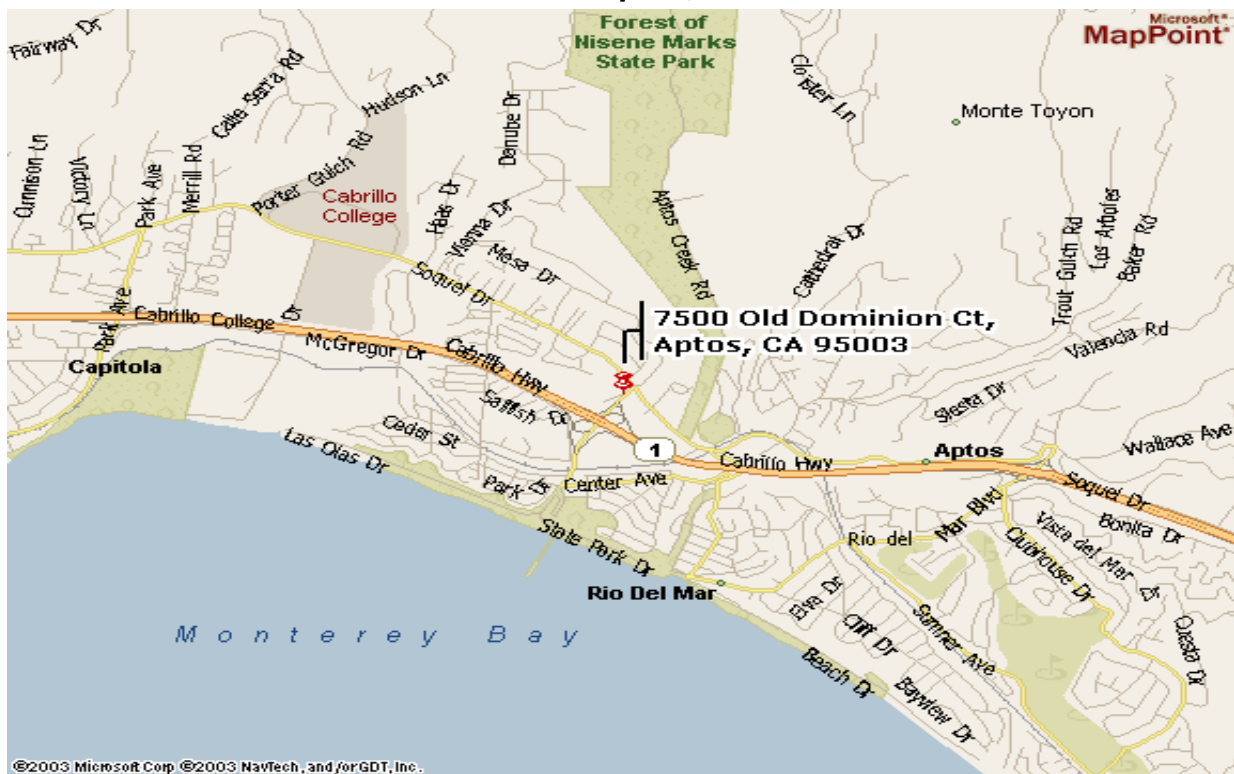 Forest of
Nisene Marks
State Park
Microsoft®
MapPoint®
Fairway Dr
Calle Serra Rd
Hudson Ln
Cloister Ln
Monte Toyon
Danube Dr
Cunnison Ln
Victory Ln
Park Ave
Merrill Rd
Porter Gulch Rd
Cabrillo
College
Haas Dr
Vienna Dr
Mesa Dr
Aptos Creek Rd
Cathedral Dr
Trout Gulch Rd
Los Arboles
Baker Rd
Soquel Dr
Park Ave
Cabrillo College Dr
McGregor Dr
Cabrillo Hwy
7500 Old Dominion Ct,
Aptos, CA 95003
Valencia Rd
Capitola
Sailfish Dr
Siesta Dr
Cedar St
Las Olas Dr
1
Cabrillo Hwy
Aptos
Wallace Ave
Park Dr
Center Ave
Soquel Dr
State Park Dr
Rio del Mar Blvd
Bonita Dr
Vista del Mar Dr
Clubhouse Dr
Rio Del Mar
Cliff Dr
Sumner Ave
Cuesta Dr
Monterey Bay
Beach Dr
Bayview Dr
©2003 Microsoft Corp ©2003 NavTech, and/or GDT, Inc.